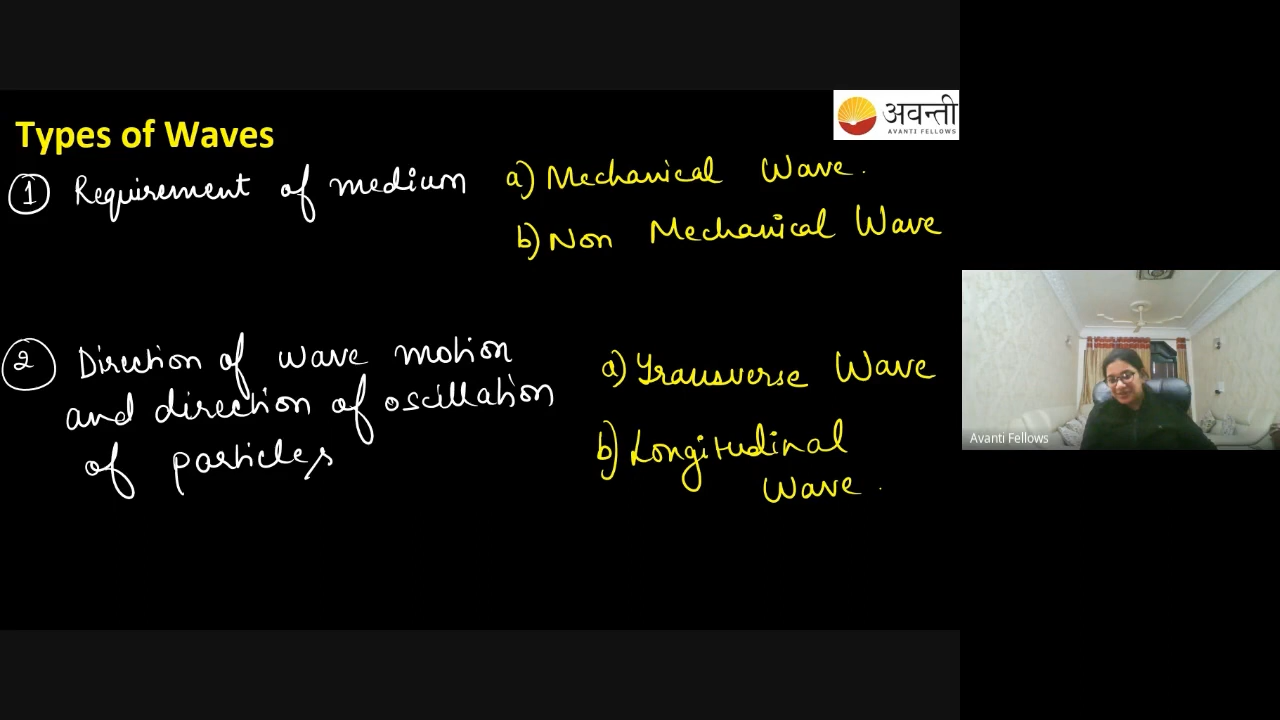 अवन्ती
AVANTI FELLOWS
Types of Waves
1 Requirement of medium
a) Mechanical Wave.
b) Non Mechanical Wave
2 Direction of wave motion
and direction of oscillation
of particles
a) Transverse Wave
b) Longitudinal
Wave.
Avanti Fellows